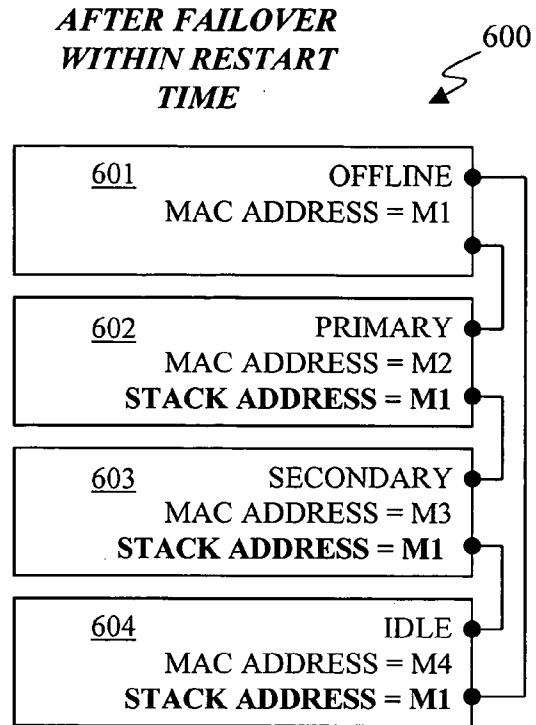 AFTER FAILOVER
WITHIN RESTART
TIME
600
601 OFFLINE
MAC ADDRESS = M1
602 PRIMARY
MAC ADDRESS = M2
STACK ADDRESS = M1
603 SECONDARY
MAC ADDRESS = M3
STACK ADDRESS = M1
604 IDLE
MAC ADDRESS = M4
STACK ADDRESS = M1